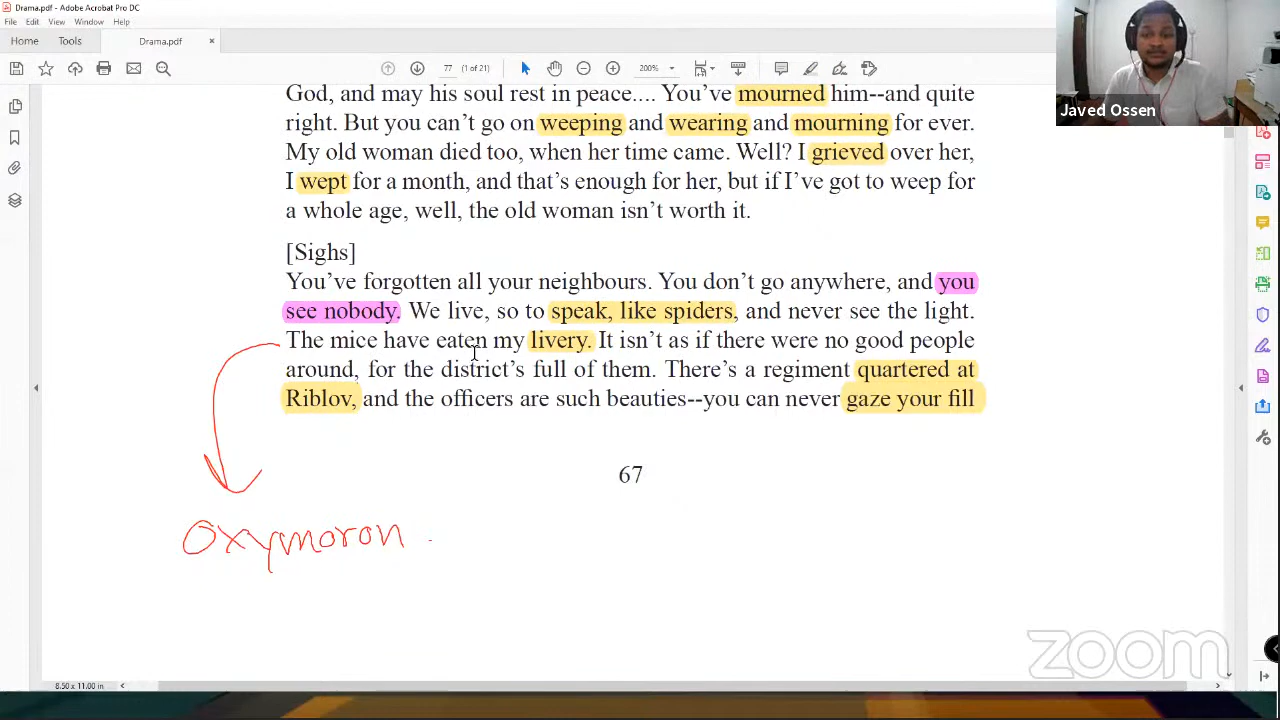 Drama.pdf - Adobe Acrobat Pro DC
File Edit View Window Help
Home Tools Drama.pdf ×
77 (1 of 21) 200%
Javed Ossen
God, and may his soul rest in peace.... You've mourned him--and quite
right. But you can't go on weeping and wearing and mourning for ever.
My old woman died too, when her time came. Well? I grieved over her,
I wept for a month, and that's enough for her, but if I've got to weep for
a whole age, well, the old woman isn't worth it.
[Sighs]
You've forgotten all your neighbours. You don't go anywhere, and you
see nobody. We live, so to speak, like spiders, and never see the light.
The mice have eaten my livery. It isn't as if there were no good people
around, for the district's full of them. There's a regiment quartered at
Riblov, and the officers are such beauties--you can never gaze your fill
67
Oxymoron .
zoom
8.50 x 11.00 in